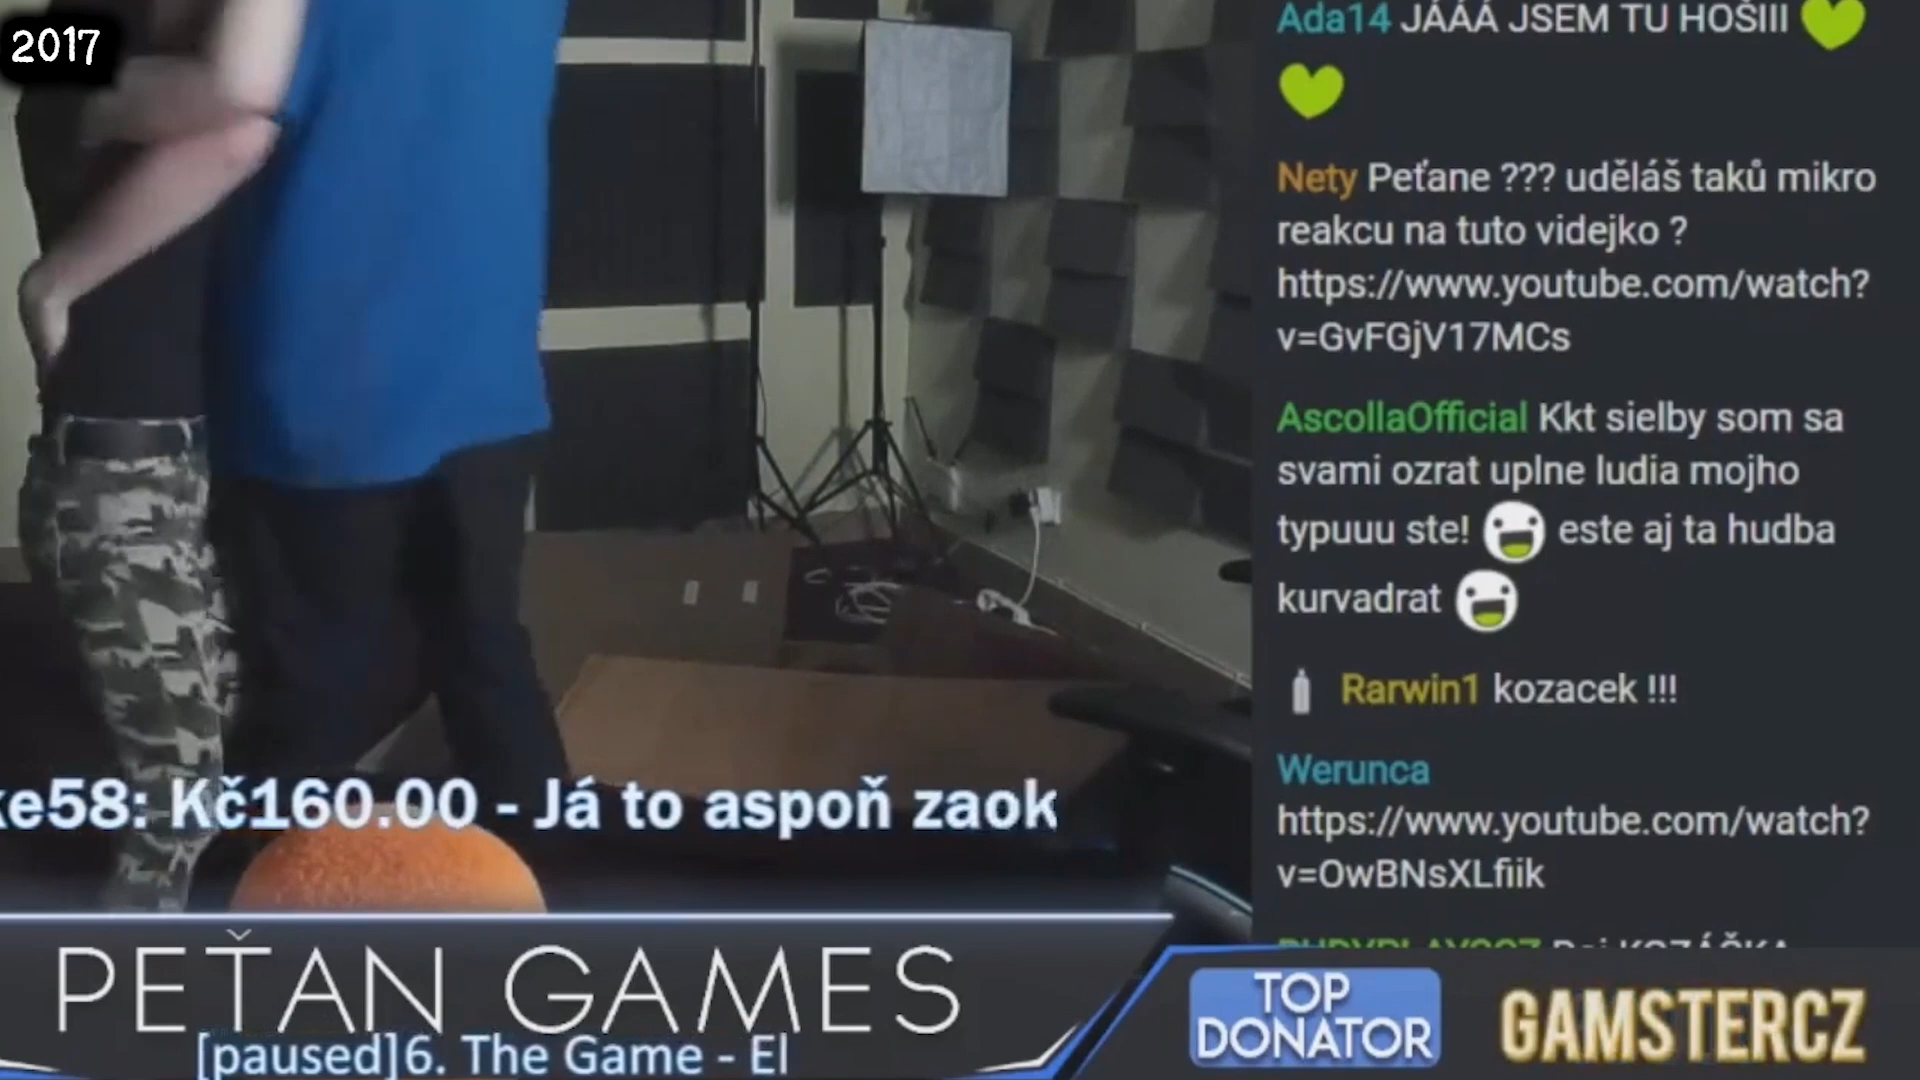 2017
Ada14 JÁÁÁ JSEM TU HOŠIII
Nety Peťane ??? uděláš taků mikro
reakcu na tuto videjko ?
https://www.youtube.com/watch?
v=GvFGjV17MCs
AscollaOfficial Kkt sielby som sa
svami ozrat uplne ludia mojho
typuuu ste! este aj ta hudba
kurvadrat
Rarwin1 kozacek !!!
Werunca
https://www.youtube.com/watch?
v=OwBNsXLfiik
ke58: Kč160.00 - Já to aspoň zaok
PEŤAN GAMES
[paused]6. The Game - El
TOP
DONATOR
GAMSTERCZ